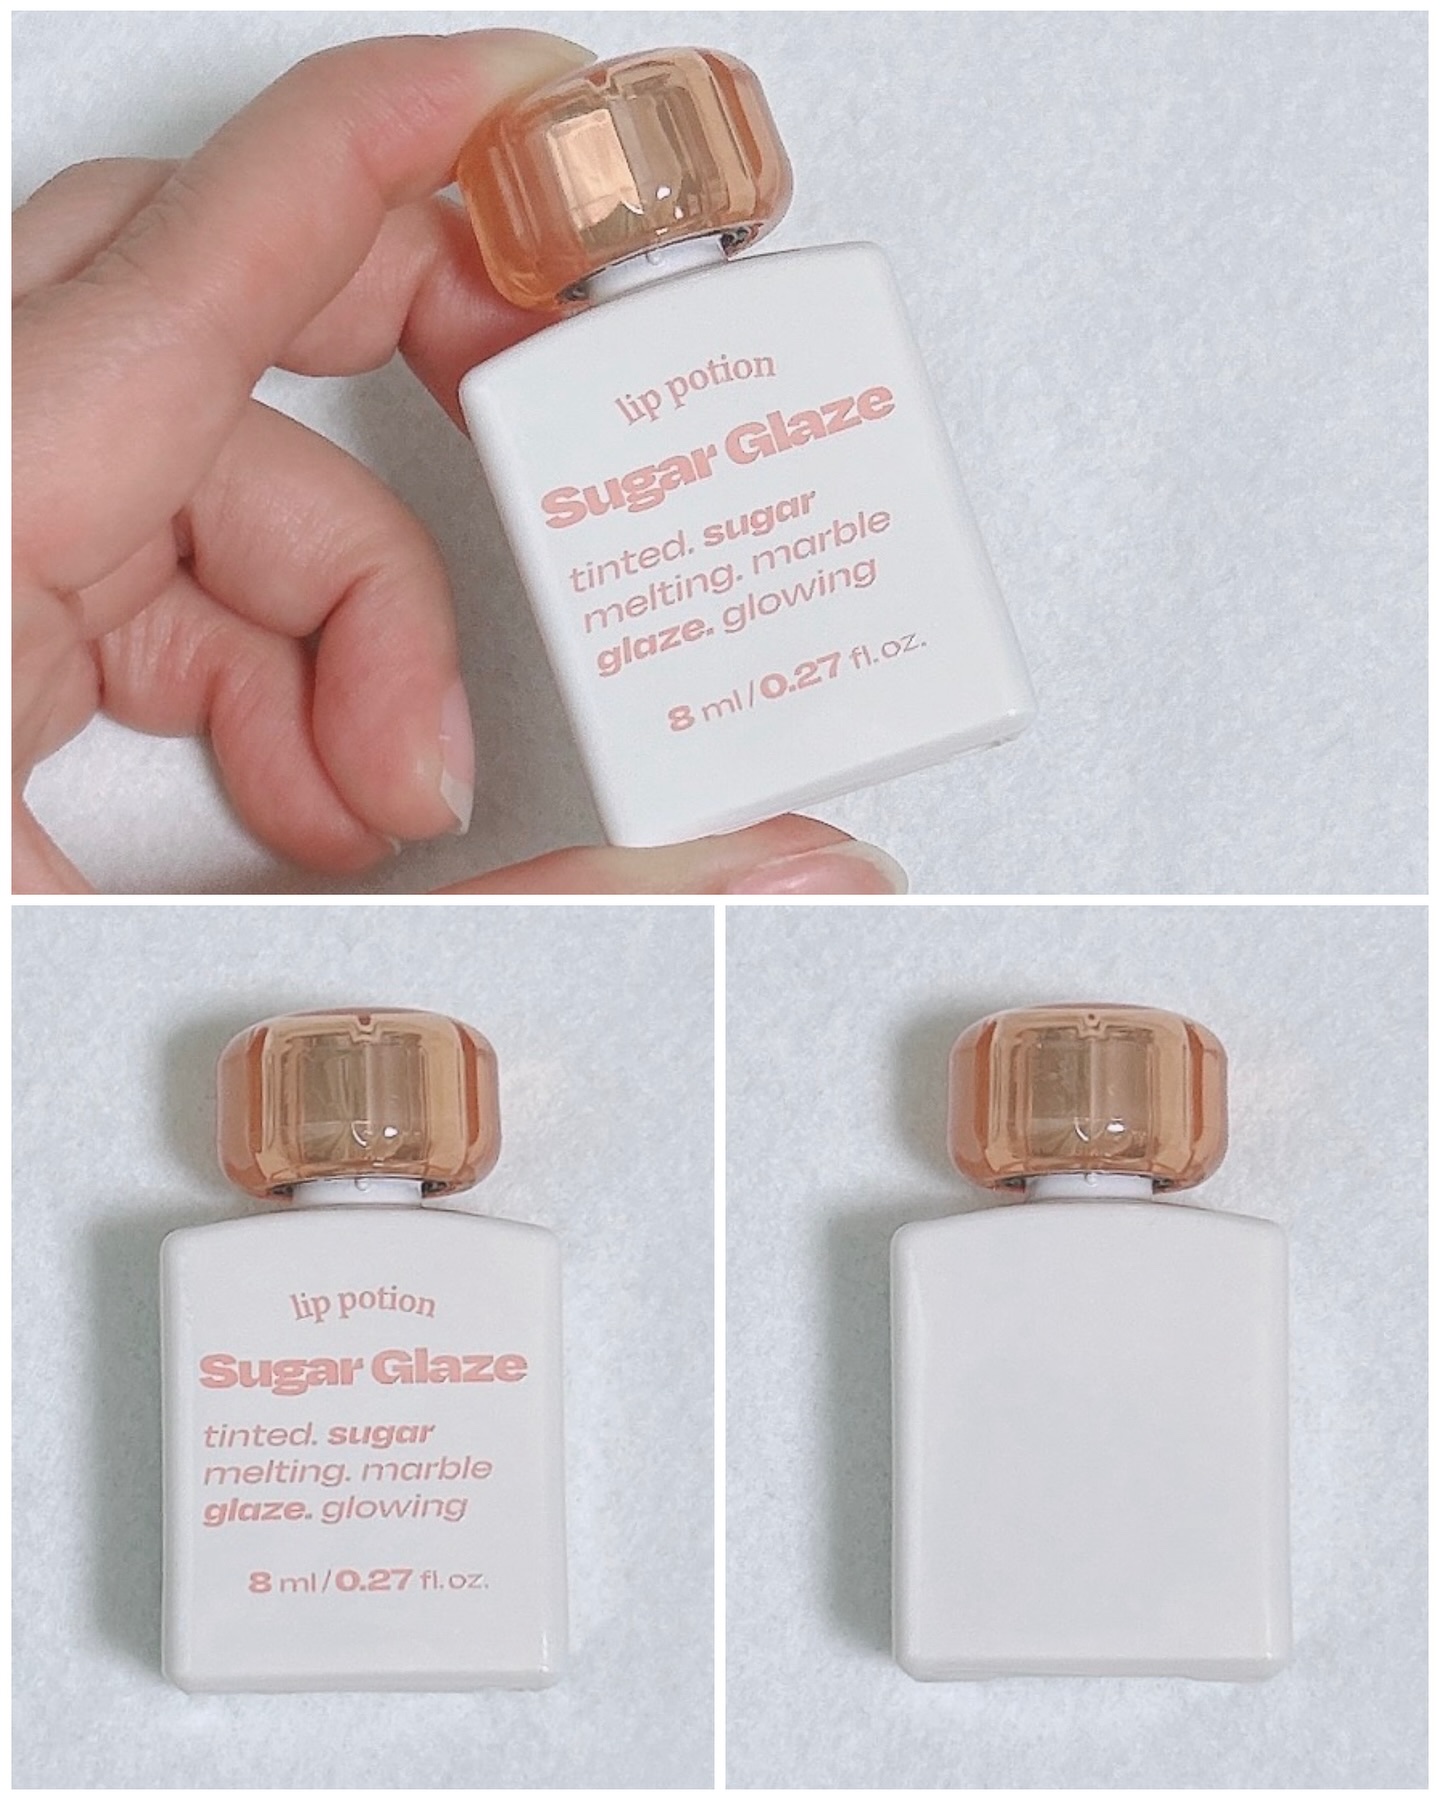 lip potion
Sugar Glaze
tinted. sugar
melting. marble
glaze. glowing
8 ml/0.27 fl.oz.
lip potion
Sugar Glaze
tinted. sugar
melting. marble
glaze. glowing
8 ml/0.27 fl.oz.